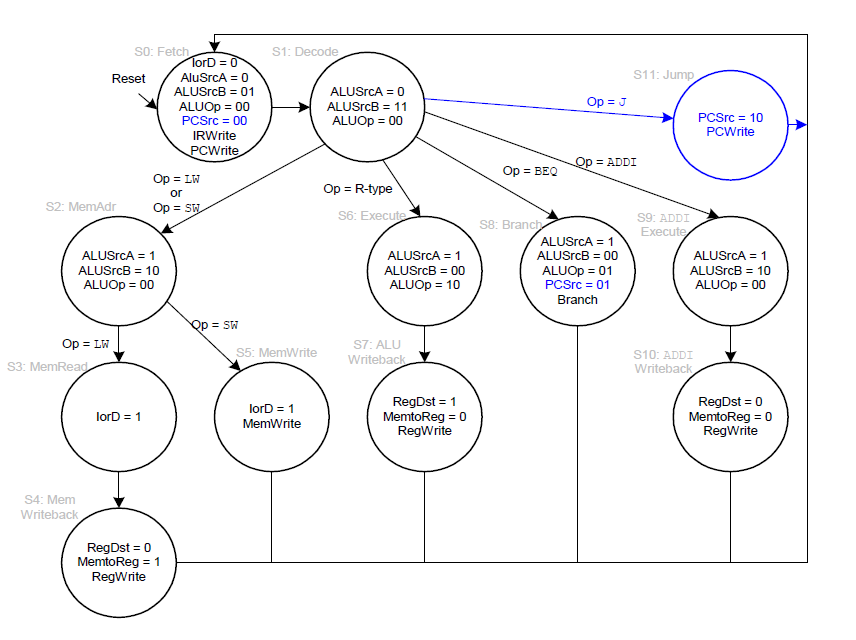 S0: Fetch
S1: Decode
S11: Jump
Reset
IorD = 0
AluSrcA = 0
ALUSrcB = 01
ALUOp = 00
PCSrc = 00
IRWrite
PCWrite
ALUSrcA = 0
ALUSrcB = 11
ALUOp = 00
Op = J
PCSrc = 10
PCWrite
Op = LW
or
Op = SW
Op = R-type
Op = BEQ
Op = ADDI
S2: MemAdr
S6: Execute
S8: Branch
S9: ADDI
Execute
ALUSrcA = 1
ALUSrcB = 10
ALUOp = 00
ALUSrcA = 1
ALUSrcB = 00
ALUOp = 10
ALUSrcA = 1
ALUSrcB = 00
ALUOp = 01
PCSrc = 01
Branch
ALUSrcA = 1
ALUSrcB = 10
ALUOp = 00
Op = LW
Op = SW
S3: MemRead
S5: MemWrite
S7: ALU
Writeback
S10: ADDI
Writeback
IorD = 1
IorD = 1
MemWrite
RegDst = 1
MemtoReg = 0
RegWrite
RegDst = 0
MemtoReg = 0
RegWrite
S4: Mem
Writeback
RegDst = 0
MemtoReg = 1
RegWrite